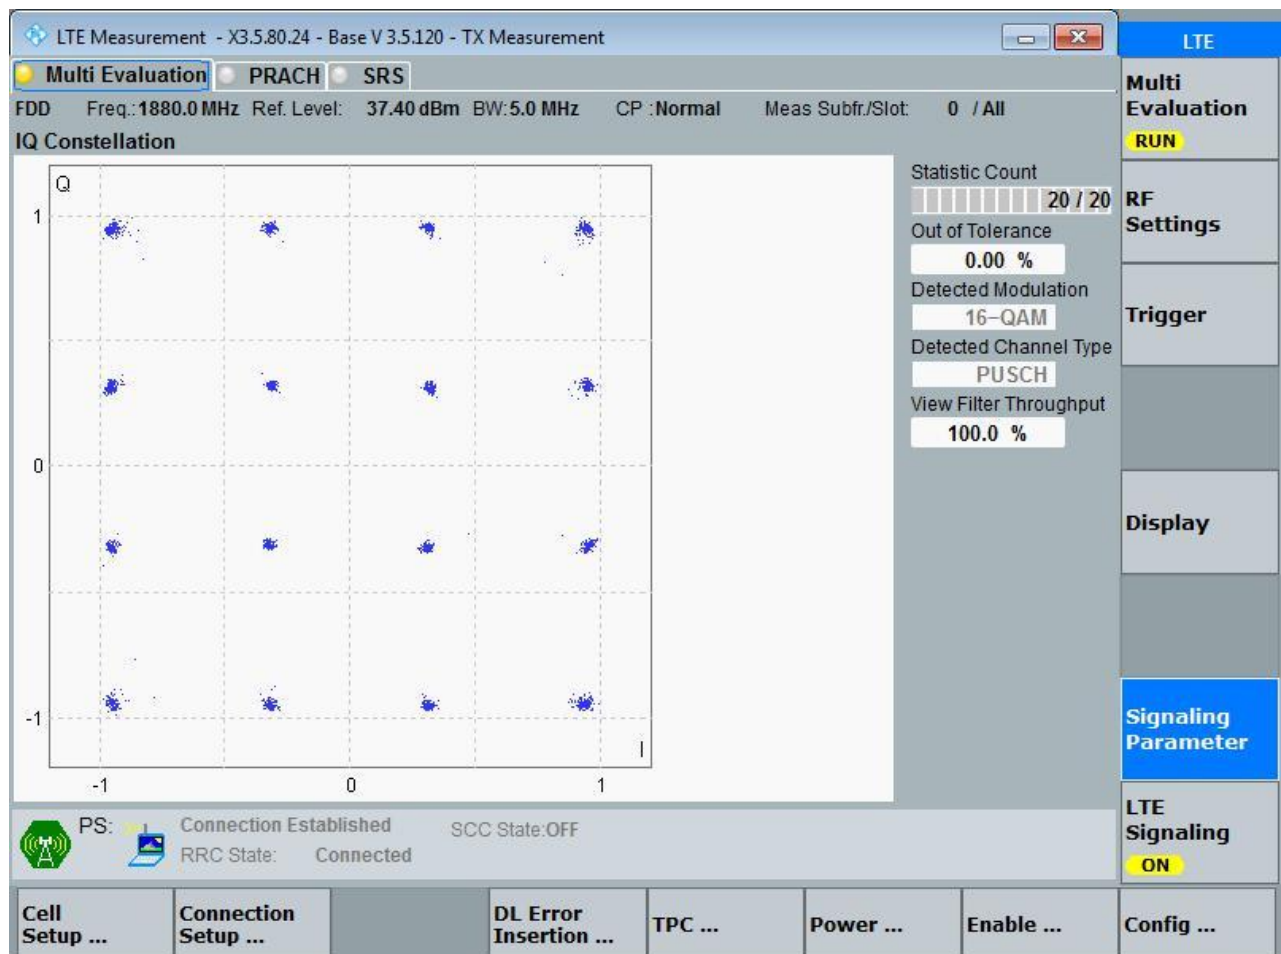 LTE Measurement - X3.5.80.24 - Base V 3.5.120 - TX Measurement
LTE
Multi Evaluation PRACH SRS
FDD Freq.:1880.0 MHz Ref. Level: 37.40 dBm BW:5.0 MHz CP :Normal Meas Subfr./Slot: 0 / All
IQ Constellation
Q
1
0
-1
I
-1 0 1
Statistic Count
20 / 20
Out of Tolerance
0.00 %
Detected Modulation
16-QAM
Detected Channel Type
PUSCH
View Filter Throughput
100.0 %
Multi
Evaluation
RUN
RF
Settings
Trigger
Display
Signaling
Parameter
LTE
Signaling
ON
PS: Connection Established SCC State:OFF
RRC State: Connected
Cell
Setup ...
Connection
Setup ...
DL Error
Insertion ...
TPC ...
Power ...
Enable ...
Config ...